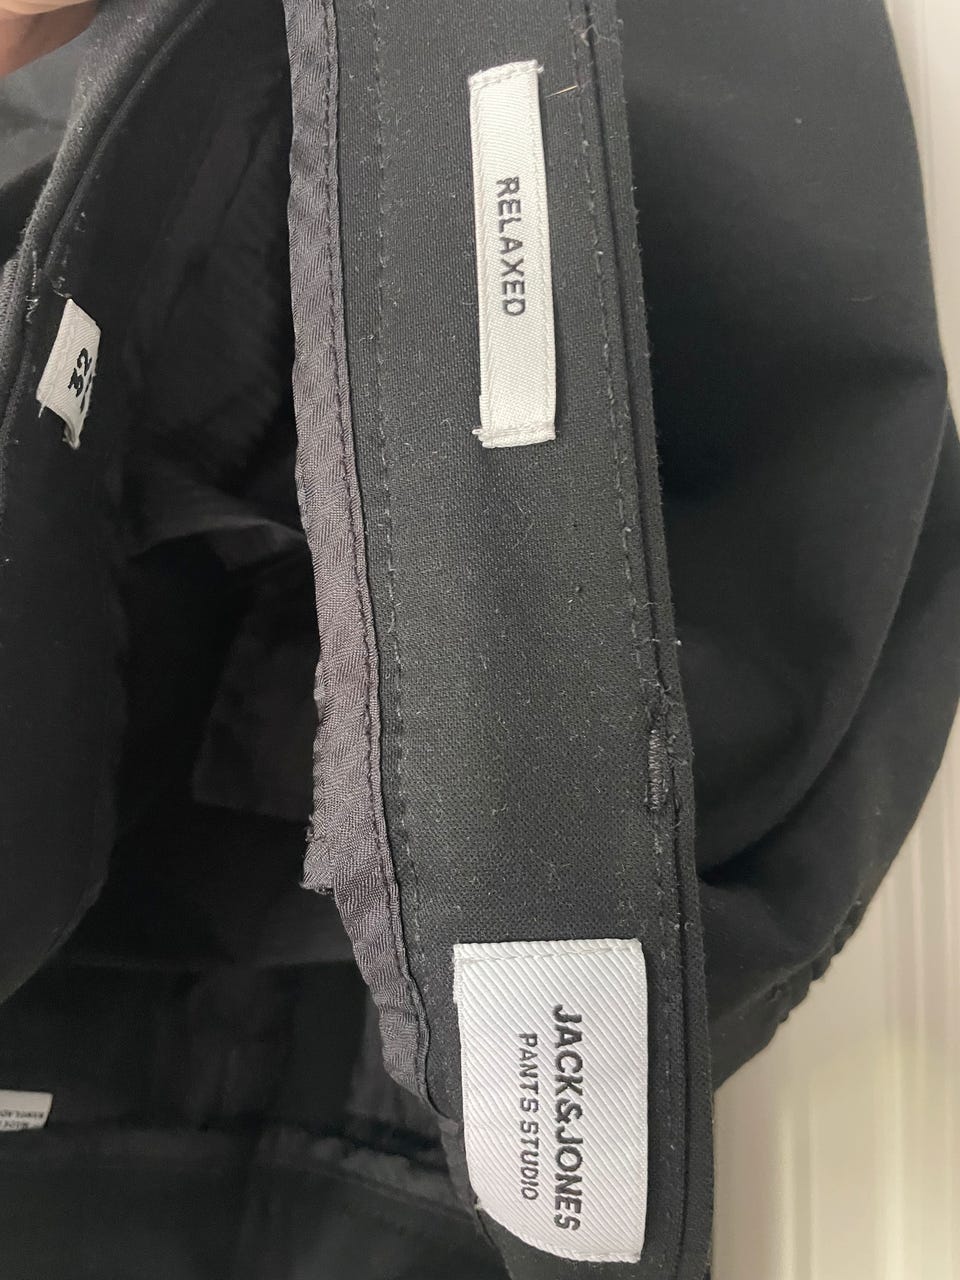 RELAXED
32
JACK&JONES
PANTS STUDIO